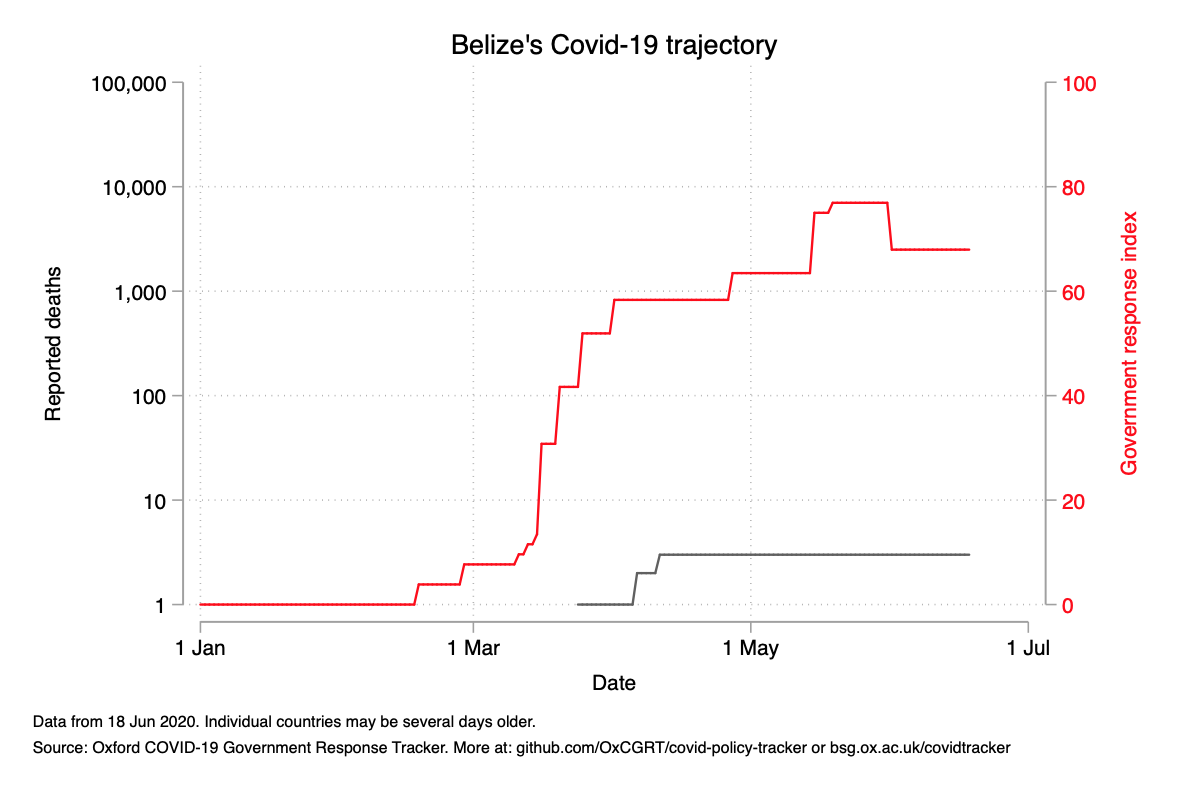 Belize's Covid-19 trajectory
100,000
10,000
1,000
100
10
1
Reported deaths
100
80
60
40
20
0
Government response index
1 Jan
1 Mar
1 May
1 Jul
Date
Data from 18 Jun 2020. Individual countries may be several days older.
Source: Oxford COVID-19 Government Response Tracker. More at: github.com/OxCGRT/covid-policy-tracker or bsg.ox.ac.uk/covidtracker